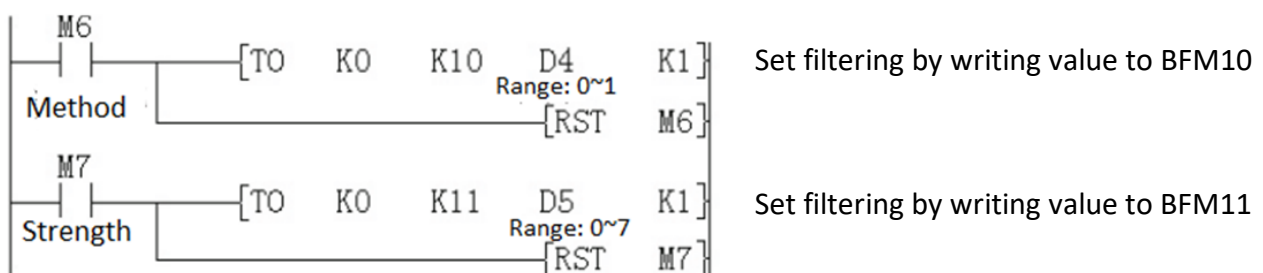 M6
[TO K0 K10 D4 K1] Set filtering by writing value to BFM10
Range: 0~1
Method
[RST M6]
M7
[TO K0 K11 D5 K1] Set filtering by writing value to BFM11
Range: 0~7
Strength
[RST M7]